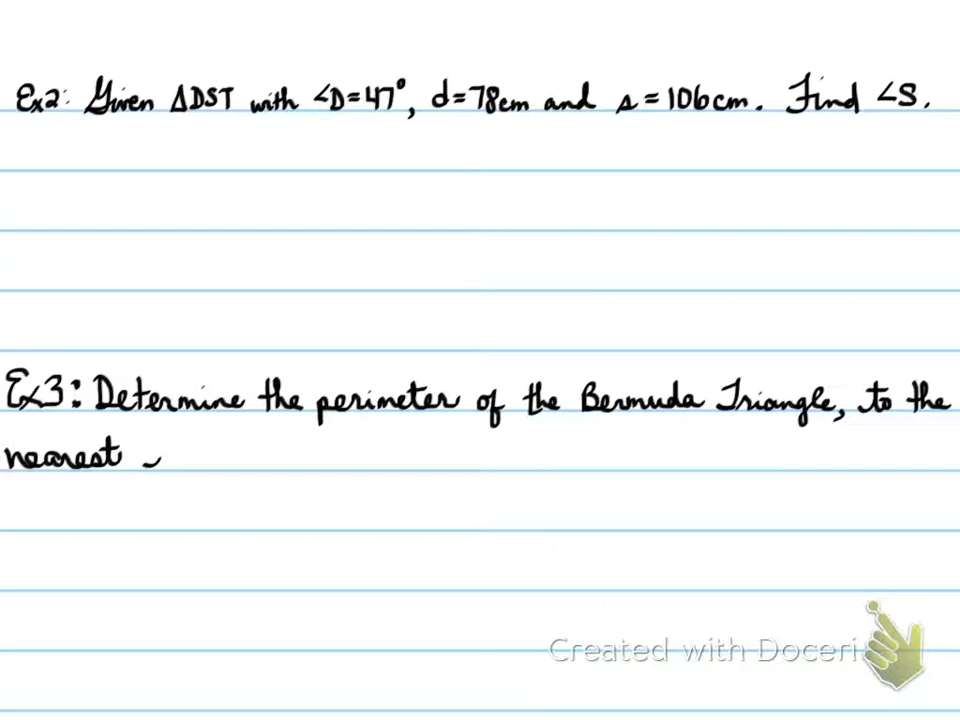 Ex2: Given ΔDST with ∠D=47°, d=78cm and s=106cm. Find ∠S.
Ex3: Determine the perimeter of the Bermuda Triangle, to the
nearest
Created with Doceri